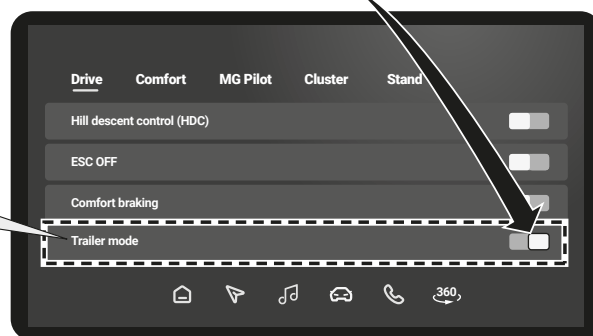 Drive Comfort MG Pilot Cluster Stand
Hill descent control (HDC)
ESC OFF
Comfort braking
Trailer mode
360